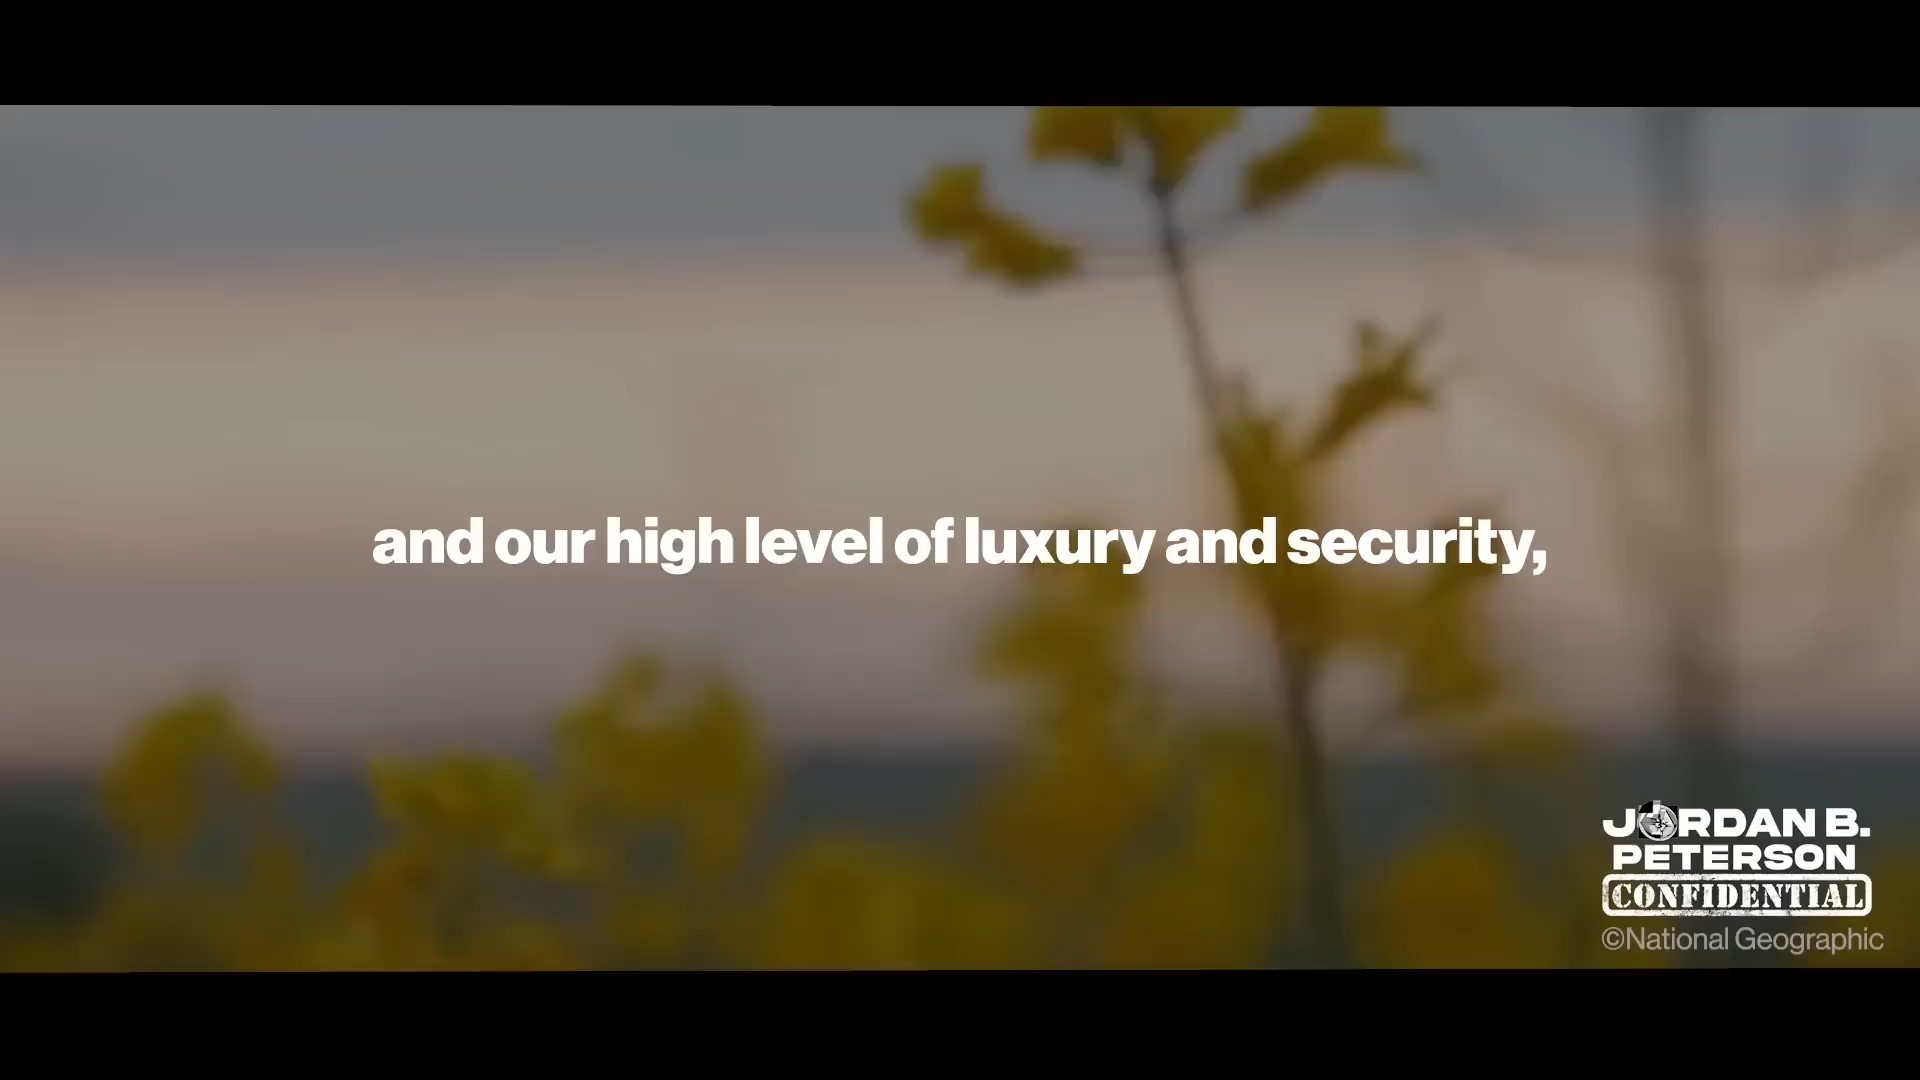 and our high level of luxury and security,
JORDAN B.
PETERSON
CONFIDENTIAL
©National Geographic